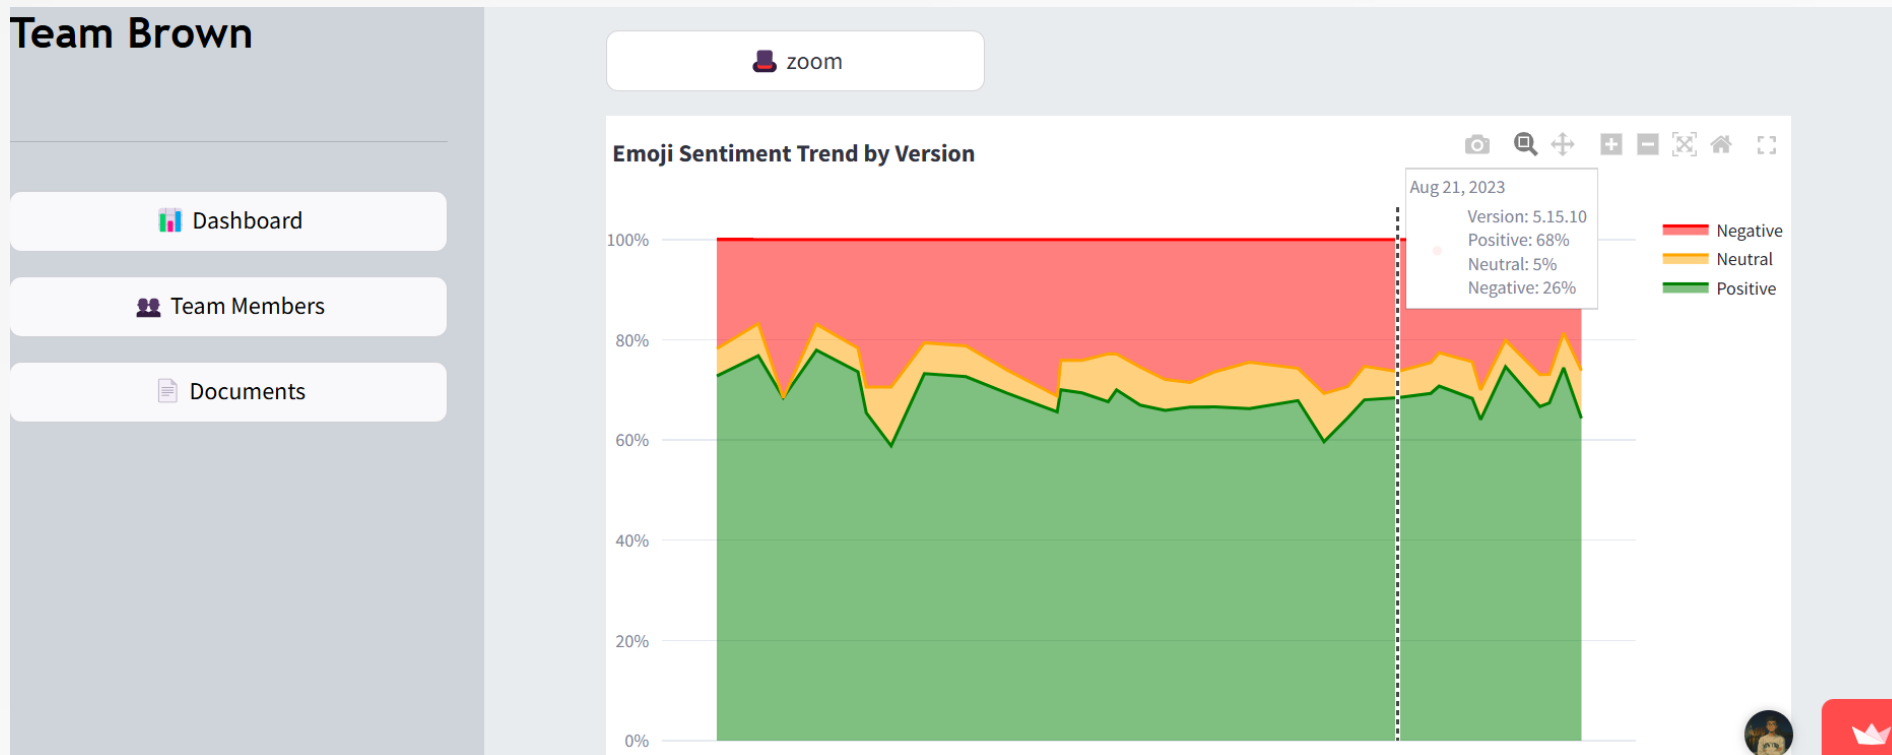 Team Brown
Dashboard
Team Members
Documents
zoom
Emoji Sentiment Trend by Version
Aug 21, 2023
Version: 5.15.10
Positive: 68%
Neutral: 5%
Negative: 26%
Negative
Neutral
Positive
100%
80%
60%
40%
20%
0%